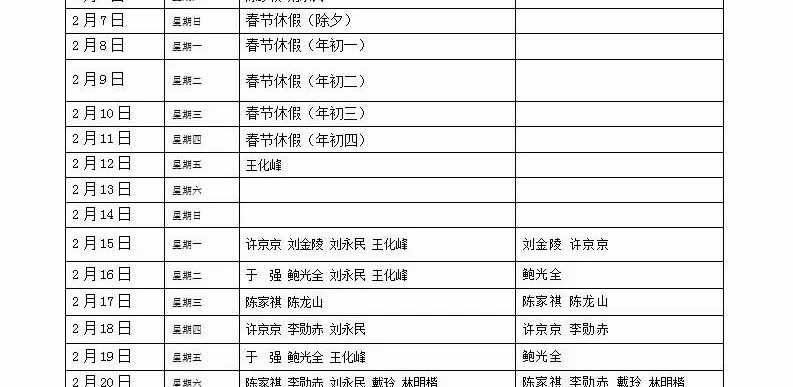 2月7日 星期日 春节休假（除夕）
2月8日 星期一 春节休假（年初一）
2月9日 星期二 春节休假（年初二）
2月10日 星期三 春节休假（年初三）
2月11日 星期四 春节休假（年初四）
2月12日 星期五 王化峰
2月13日 星期六
2月14日 星期日
2月15日 星期一 许京京 刘金陵 刘永民 王化峰 刘金陵 许京京
2月16日 星期二 于 强 鲍光全 刘永民 王化峰 鲍光全
2月17日 星期三 陈家祺 陈龙山 陈家祺 陈龙山
2月18日 星期四 许京京 李勋赤 刘永民 许京京 李勋赤
2月19日 星期五 于 强 鲍光全 王化峰 鲍光全
2月20日 星期六 陈家祺 李勋赤 刘永民 戴玲 林明楷 陈家祺 李勋赤 戴玲 林明楷